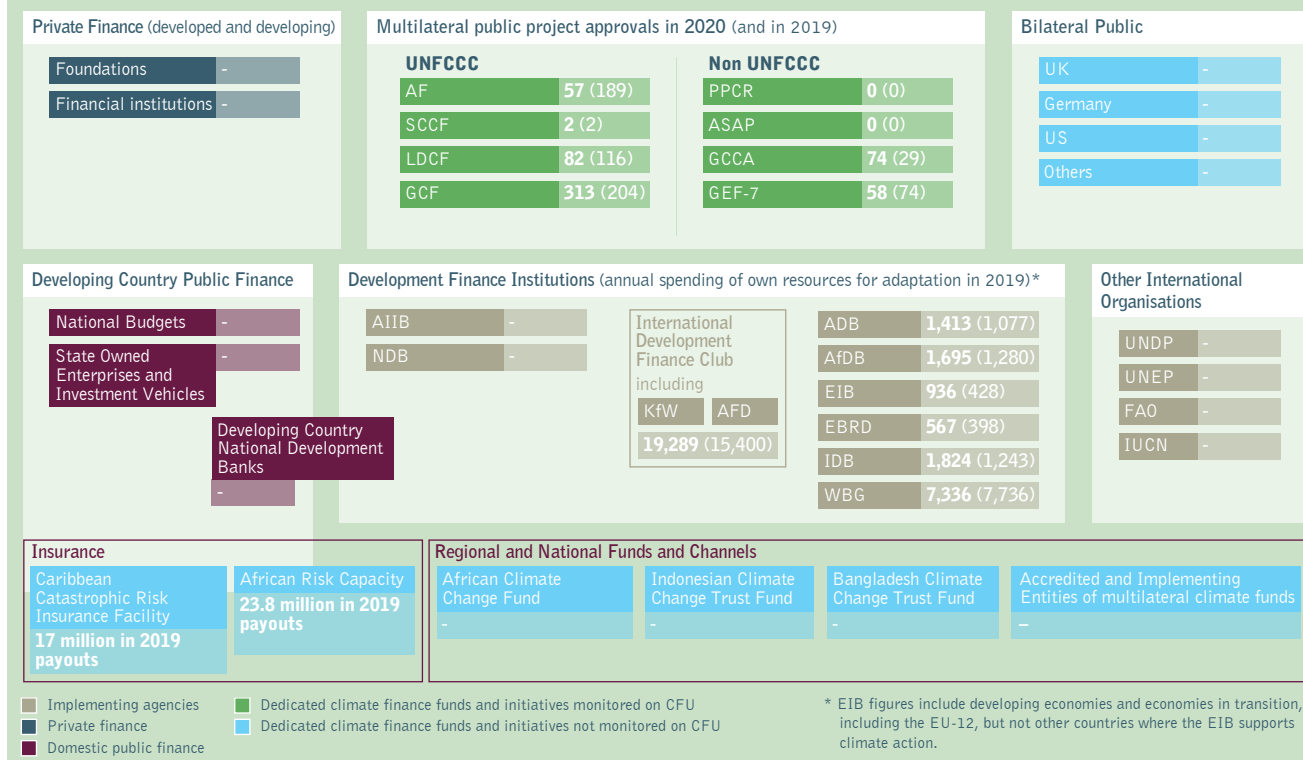 Private Finance (developed and developing)
Foundations -
Financial institutions -
Multilateral public project approvals in 2020 (and in 2019)
UNFCCC
AF 57 (189)
SCCF 2 (2)
LDCF 82 (116)
GCF 313 (204)
Non UNFCCC
PPCR 0 (0)
ASAP 0 (0)
GCCA 74 (29)
GEF-7 58 (74)
Bilateral Public
UK -
Germany -
US -
Others -
Developing Country Public Finance
National Budgets -
State Owned -
Enterprises and
Investment Vehicles
Developing Country
National Development
Banks
-
Development Finance Institutions (annual spending of own resources for adaptation in 2019)*
AIIB -
NDB -
International
Development
Finance Club
including
KfW AFD
19,289 (15,400)
ADB 1,413 (1,077)
AfDB 1,695 (1,280)
EIB 936 (428)
EBRD 567 (398)
IDB 1,824 (1,243)
WBG 7,336 (7,736)
Other International
Organisations
UNDP -
UNEP -
FAO -
IUCN -
Insurance
Caribbean
Catastrophic Risk
Insurance Facility
17 million in 2019
payouts
African Risk Capacity
23.8 million in 2019
payouts
Regional and National Funds and Channels
African Climate
Change Fund
-
Indonesian Climate
Change Trust Fund
-
Bangladesh Climate
Change Trust Fund
-
Accredited and Implementing
Entities of multilateral climate funds
–
Implementing agencies
Private finance
Domestic public finance
Dedicated climate finance funds and initiatives monitored on CFU
Dedicated climate finance funds and initiatives not monitored on CFU
* EIB figures include developing economies and economies in transition,
including the EU-12, but not other countries where the EIB supports
climate action.